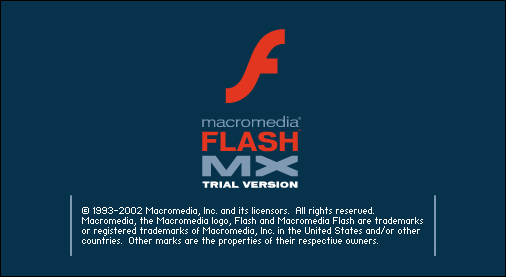 macromedia®
FLASH™
MX
TRIAL VERSION
© 1993-2002 Macromedia, Inc. and its licensors. All rights reserved.
Macromedia, the Macromedia logo, Flash and Macromedia Flash are trademarks
or registered trademarks of Macromedia, Inc. in the United States and/or other
countries. Other marks are the properties of their respective owners.